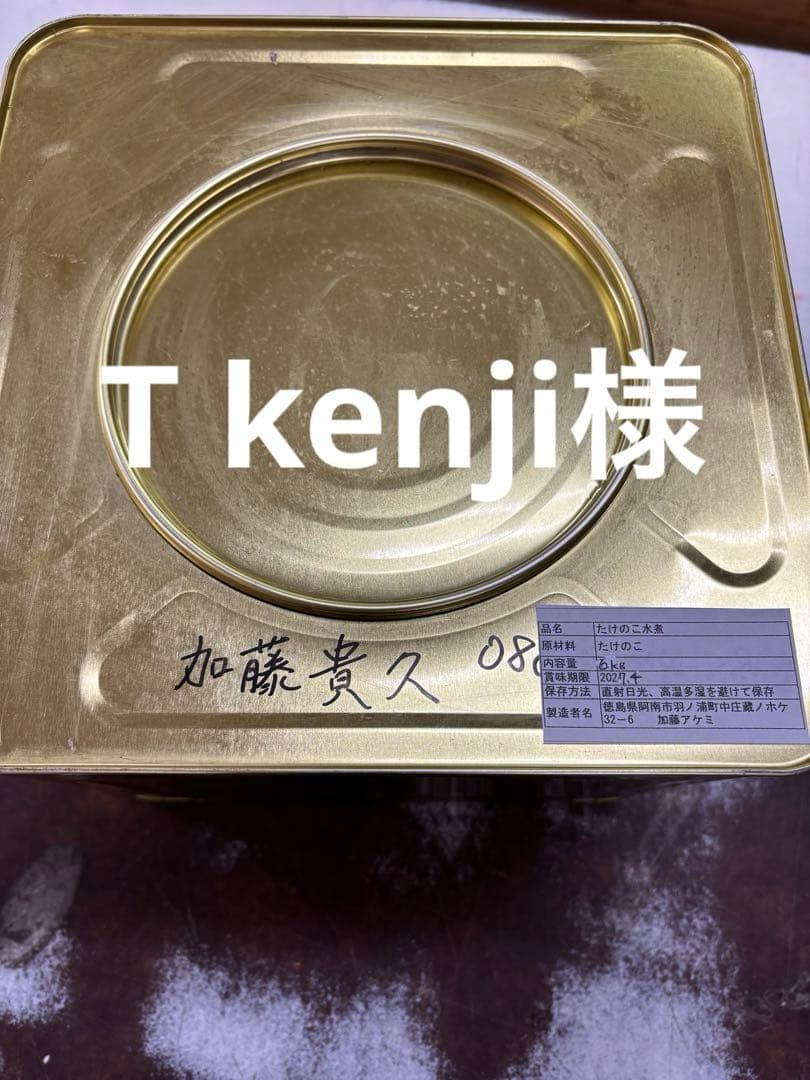 T kenji様
加藤貴久 080
品名 たけのこ水煮
原材料 たけのこ
内容量 8kg
賞味期限 2027.4
保存方法 直射日光、高温多湿を避けて保存
製造者名 徳島県阿南市羽ノ浦町中庄蔵ノホケ
32-6 加藤アケミ